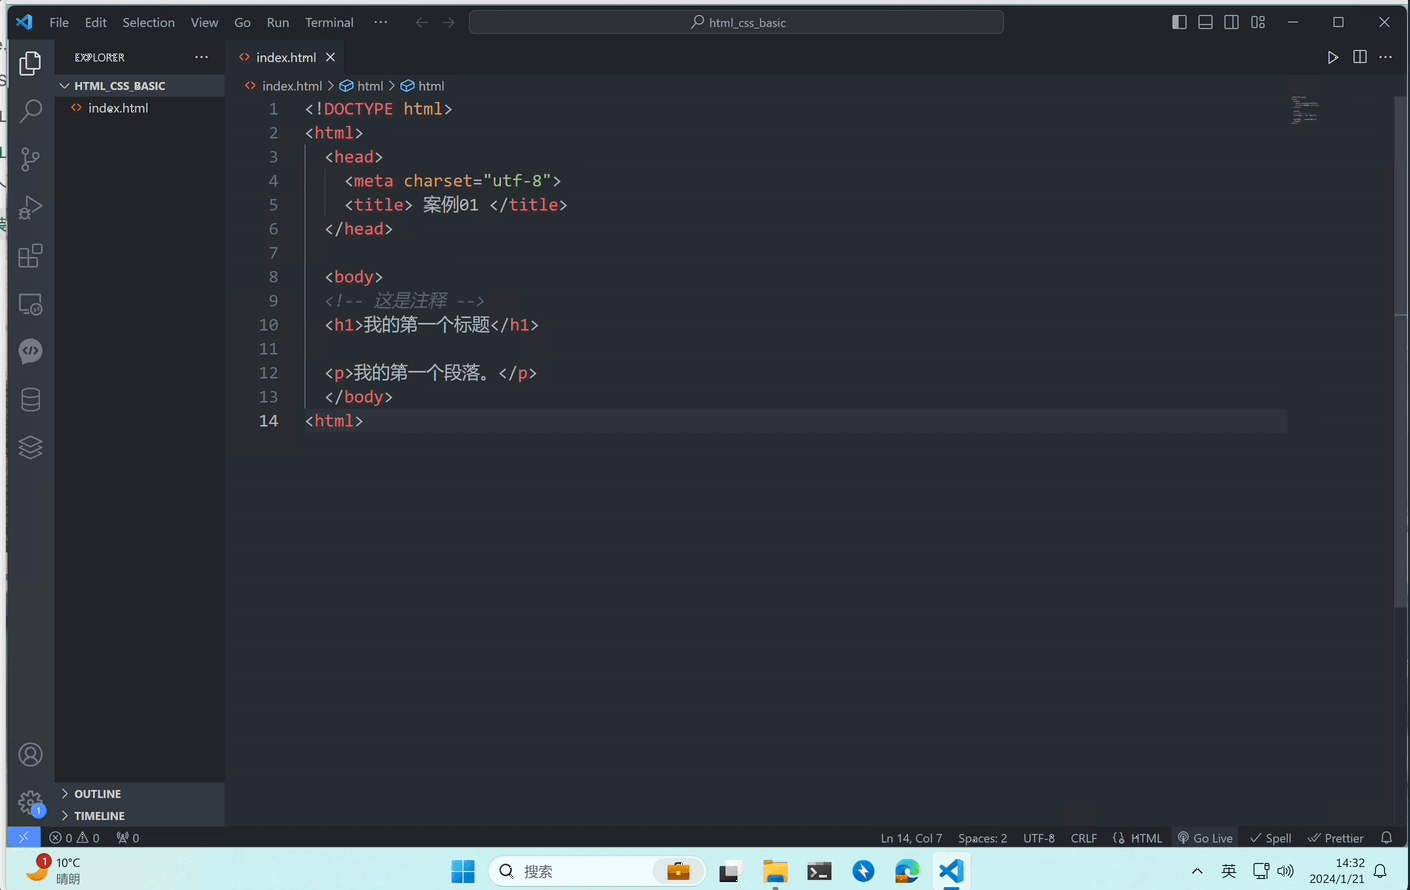 File Edit Selection View Go Run Terminal ··· html_css_basic
EXPLORER ···
index.html
HTML_CSS_BASIC
index.html
index.html > html > html
1 <!DOCTYPE html>
2 <html>
3 <head>
4 <meta charset="utf-8">
5 <title> 案例01 </title>
6 </head>
7
8 <body>
9 <!-- 这是注释 -->
10 <h1>我的第一个标题</h1>
11
12 <p>我的第一个段落。</p>
13 </body>
14 <html>
OUTLINE
1
TIMELINE
0 0 0 Ln 14, Col 7 Spaces: 2 UTF-8 CRLF HTML Go Live Spell Prettier
1 10°C
晴朗
搜索
英
14:32
2024/1/21